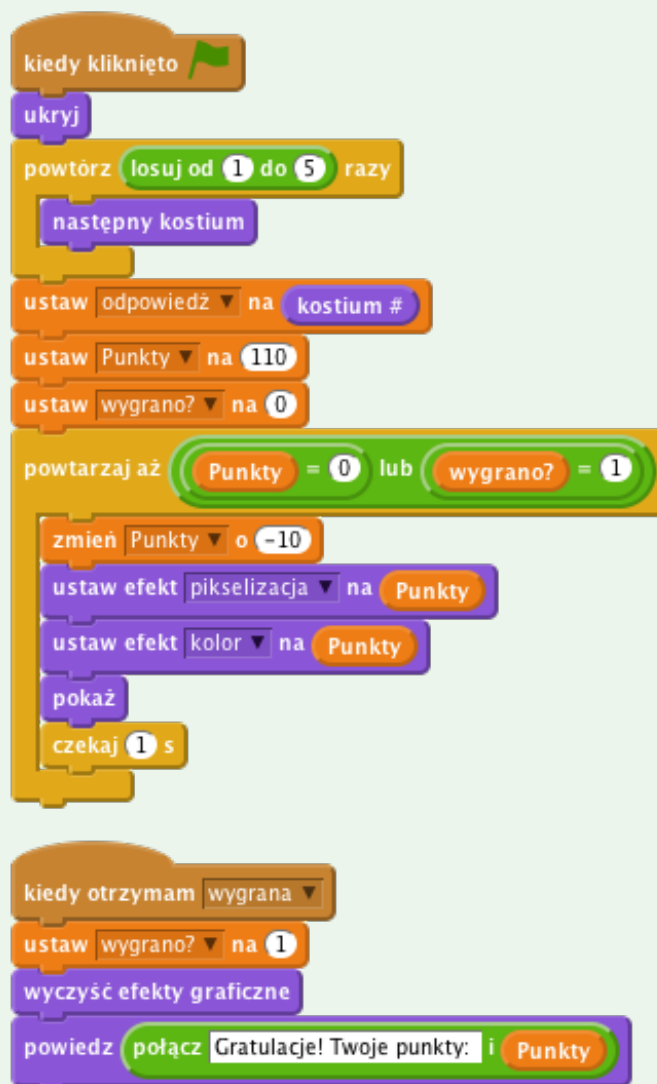 kiedy kliknięto
ukryj
powtórz losuj od 1 do 5 razy
następny kostium
ustaw odpowiedź na kostium #
ustaw Punkty na 110
ustaw wygrano? na 0
powtarzaj aż Punkty = 0 lub wygrano? = 1
zmień Punkty o -10
ustaw efekt pikselizacja na Punkty
ustaw efekt kolor na Punkty
pokaż
czekaj 1 s
kiedy otrzymam wygrana
ustaw wygrano? na 1
wyczyść efekty graficzne
powiedz połącz Gratulacje! Twoje punkty: i Punkty